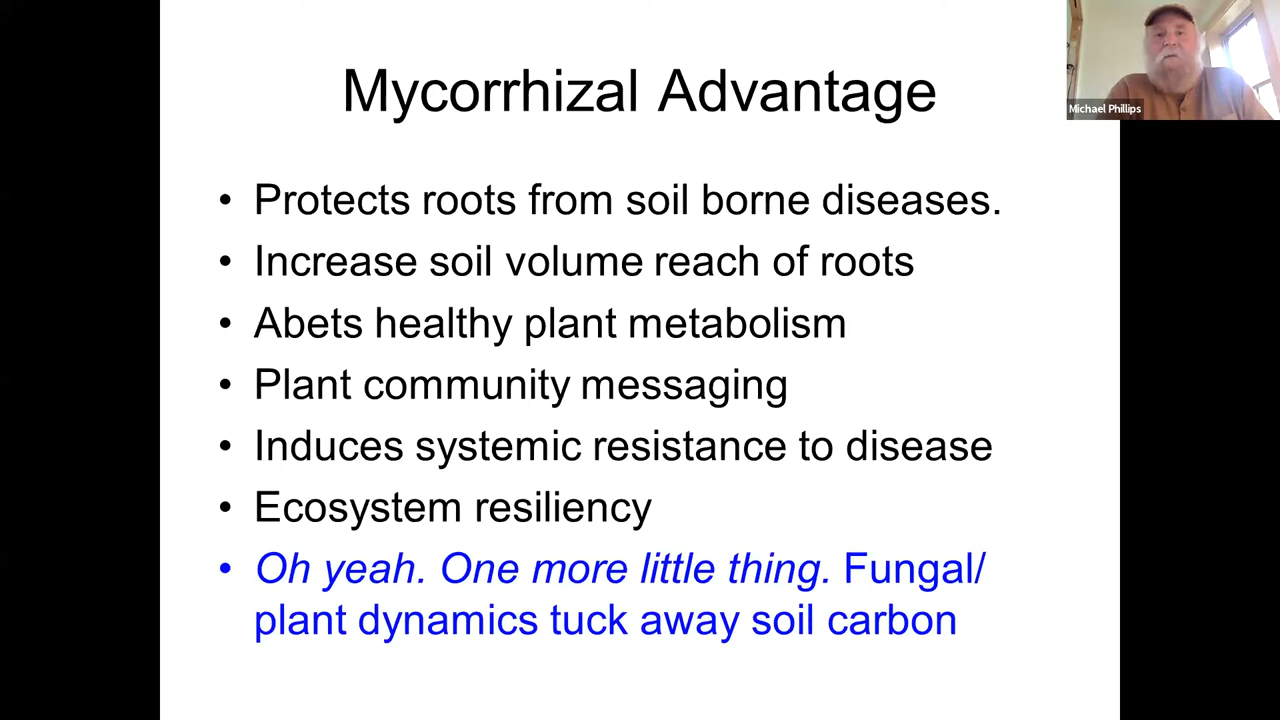 Mycorrhizal Advantage
Michael Phillips
• Protects roots from soil borne diseases.
• Increase soil volume reach of roots
• Abets healthy plant metabolism
• Plant community messaging
• Induces systemic resistance to disease
• Ecosystem resiliency
• Oh yeah. One more little thing. Fungal/
plant dynamics tuck away soil carbon